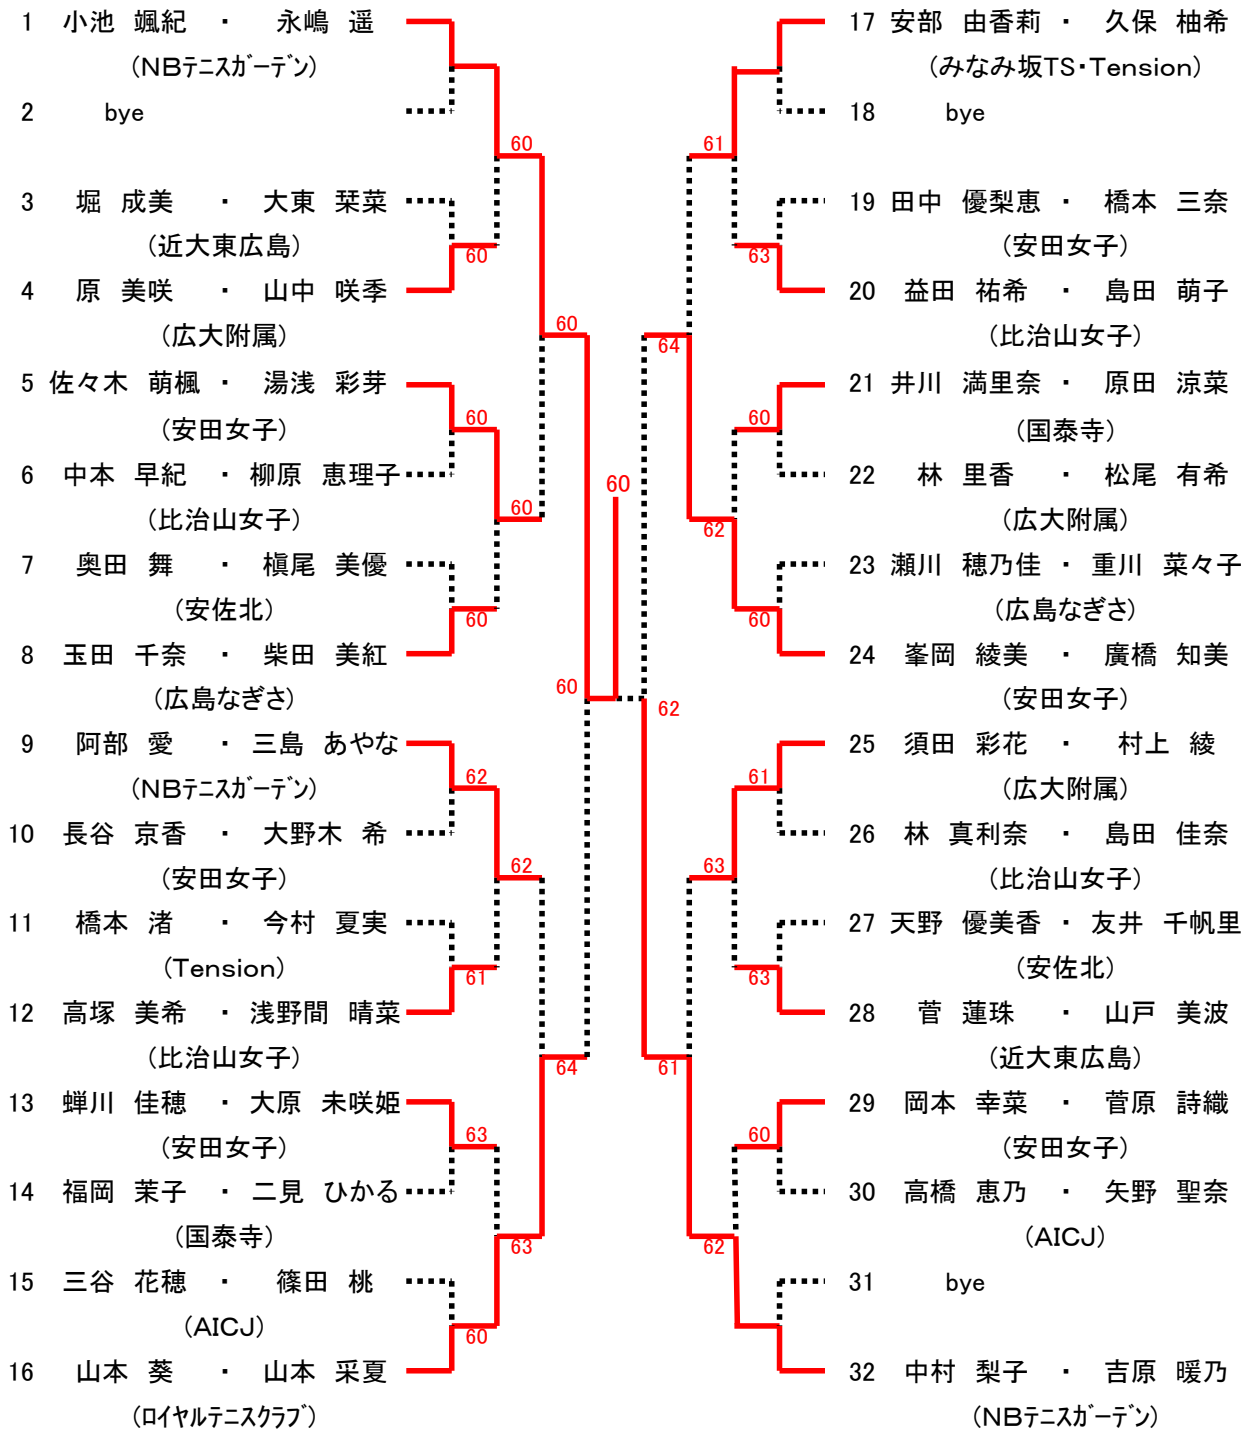 1 小池 颯紀 ・ 永嶋 遥
(NBテニスガーデン)
2 bye
60
3 堀 成美 ・ 大東 栞菜
(近大東広島)
60
4 原 美咲 ・ 山中 咲季
(広大附属)
60
5 佐々木 萌楓 ・ 湯浅 彩芽
(安田女子)
60
6 中本 早紀 ・ 柳原 恵理子
(比治山女子)
60
7 奥田 舞 ・ 槇尾 美優
(安佐北)
60
8 玉田 千奈 ・ 柴田 美紅
(広島なぎさ)
60
9 阿部 愛 ・ 三島 あやな
(NBテニスガーデン)
62
10 長谷 京香 ・ 大野木 希
(安田女子)
62
11 橋本 渚 ・ 今村 夏実
(Tension)
61
12 高塚 美希 ・ 浅野間 晴菜
(比治山女子)
64
13 蝉川 佳穂 ・ 大原 未咲姫
(安田女子)
63
14 福岡 茉子 ・ 二見 ひかる
(国泰寺)
63
15 三谷 花穂 ・ 篠田 桃
(AICJ)
60
16 山本 葵 ・ 山本 采夏
(ロイヤルテニスクラブ)
60
62
17 安部 由香莉 ・ 久保 柚希
(みなみ坂TS・Tension)
18 bye
61
19 田中 優梨恵 ・ 橋本 三奈
(安田女子)
63
20 益田 祐希 ・ 島田 萌子
(比治山女子)
64
21 井川 満里奈 ・ 原田 涼菜
(国泰寺)
60
22 林 里香 ・ 松尾 有希
(広大附属)
62
23 瀬川 穂乃佳 ・ 重川 菜々子
(広島なぎさ)
60
24 峯岡 綾美 ・ 廣橋 知美
(安田女子)
25 須田 彩花 ・ 村上 綾
(広大附属)
61
26 林 真利奈 ・ 島田 佳奈
(比治山女子)
63
27 天野 優美香 ・ 友井 千帆里
(安佐北)
63
28 菅 蓮珠 ・ 山戸 美波
(近大東広島)
61
29 岡本 幸菜 ・ 菅原 詩織
(安田女子)
60
30 高橋 恵乃 ・ 矢野 聖奈
(AICJ)
62
31 bye
32 中村 梨子 ・ 吉原 暖乃
(NBテニスガーデン)